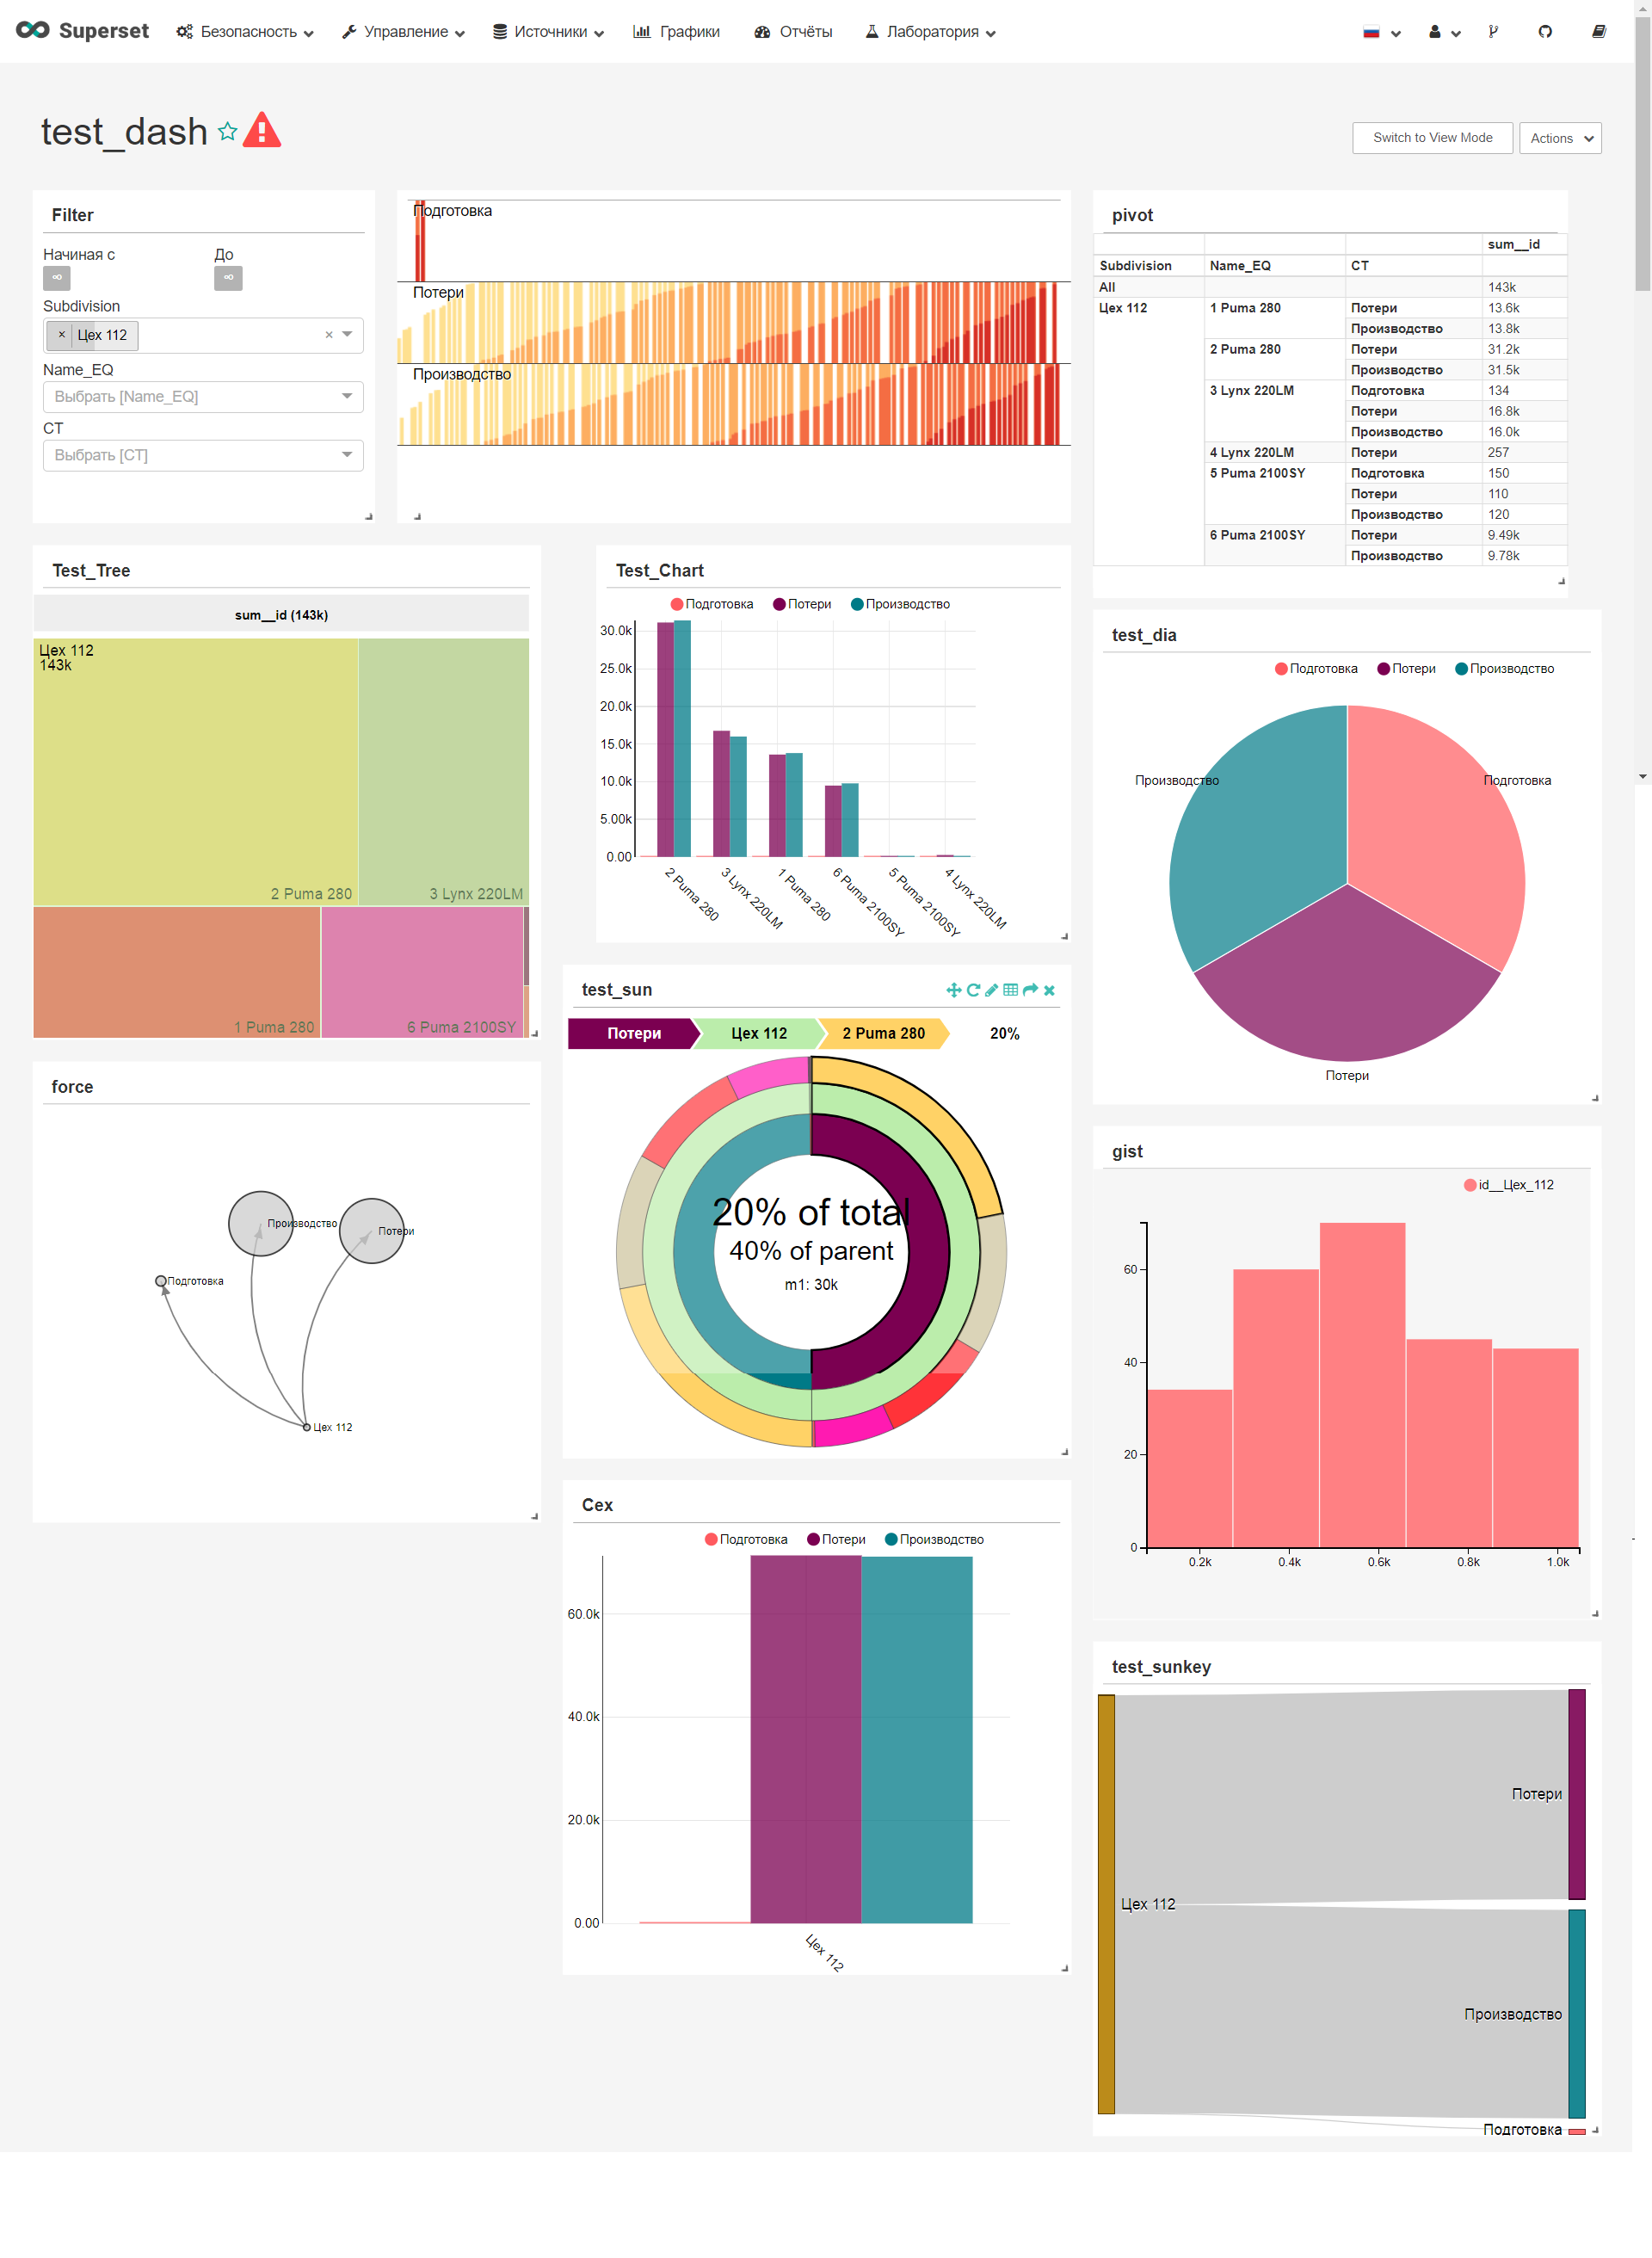 Superset Безопасность Управление Источники Графики Отчёты Лаборатория
test_dash
Switch to View Mode
Actions
Filter
Начиная с До
∞ ∞
Subdivision
× Цех 112 ×
Name_EQ
Выбрать [Name_EQ]
CT
Выбрать [CT]
Подготовка
Потери
Производство
pivot
sum__id
Subdivision Name_EQ CT
All 143k
Цех 112 1 Puma 280 Потери 13.6k
Производство 13.8k
2 Puma 280 Потери 31.2k
Производство 31.5k
3 Lynx 220LM Подготовка 134
Потери 16.8k
Производство 16.0k
4 Lynx 220LM Потери 257
5 Puma 2100SY Подготовка 150
Потери 110
Производство 120
6 Puma 2100SY Потери 9.49k
Производство 9.78k
Test_Tree
sum__id (143k)
Цех 112
143k
2 Puma 280
3 Lynx 220LM
1 Puma 280
6 Puma 2100SY
Test_Chart
Подготовка Потери Производство
30.0k
25.0k
20.0k
15.0k
10.0k
5.00k
0.00
2 Puma 280
3 Lynx 220LM
1 Puma 280
6 Puma 2100SY
5 Puma 2100SY
4 Lynx 220LM
test_dia
Подготовка Потери Производство
Производство
Подготовка
Потери
test_sun
Потери Цех 112 2 Puma 280 20%
20% of total
40% of parent
m1: 30k
force
Производство
Потери
Подготовка
Цех 112
gist
id__Цех_112
60
40
20
0
0.2k 0.4k 0.6k 0.8k 1.0k
Cex
Подготовка Потери Производство
60.0k
40.0k
20.0k
0.00
Цех 112
test_sunkey
Потери
Цех 112
Производство
Подготовка